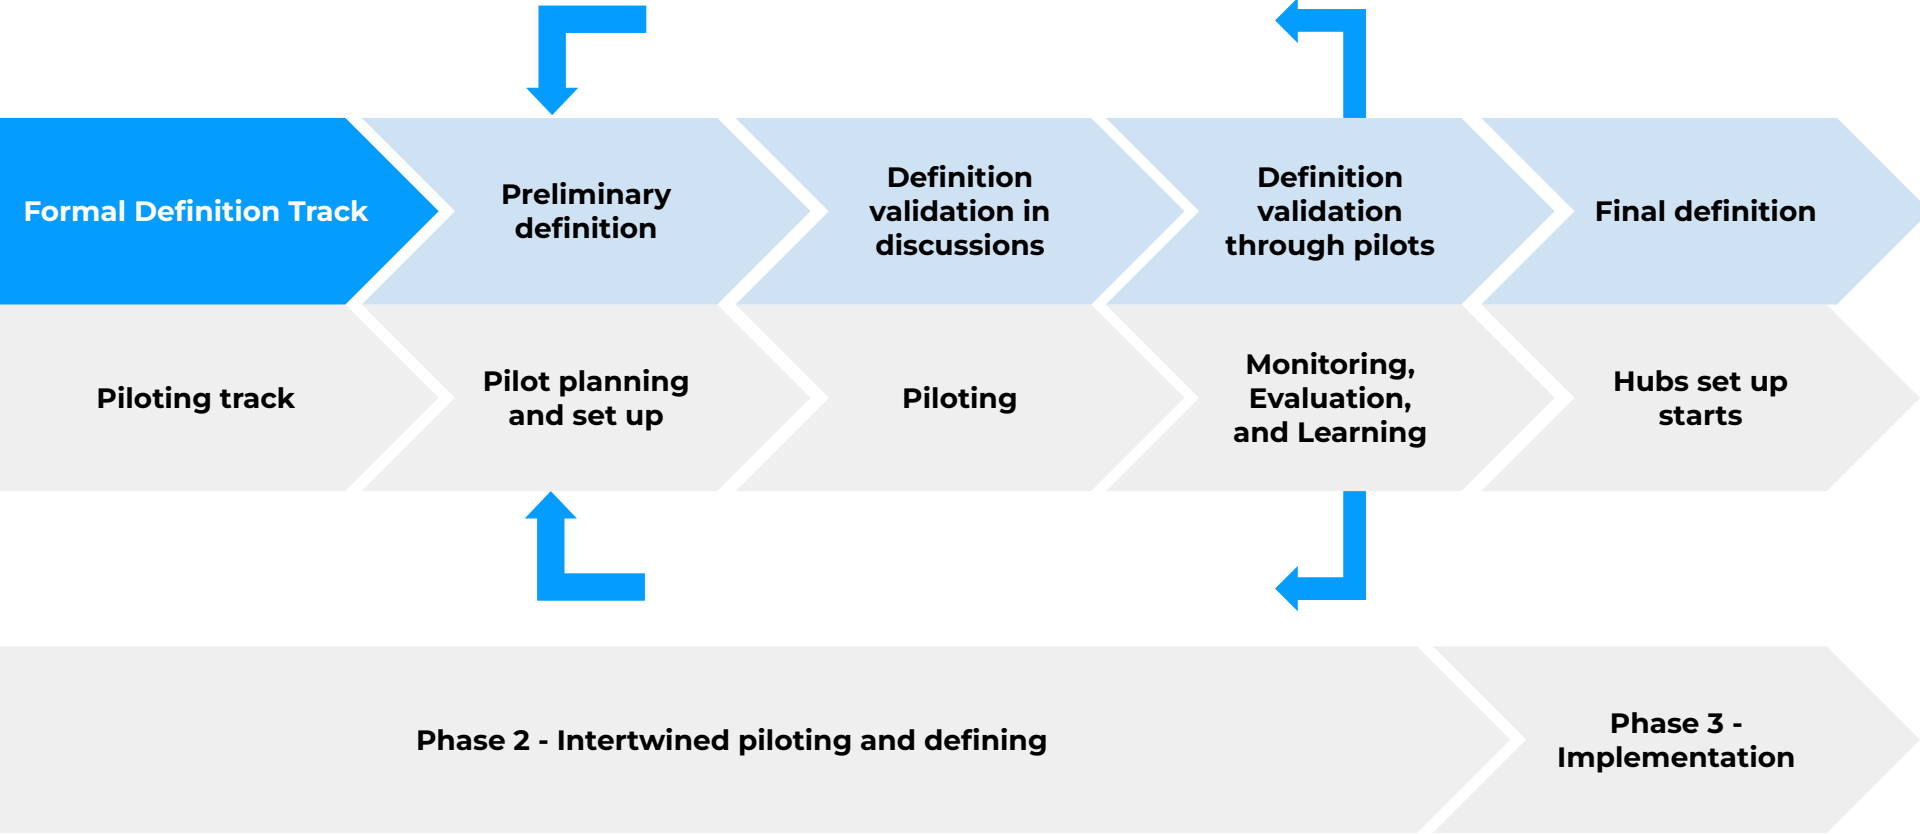 Formal Definition Track
Preliminary
definition
Definition
validation in
discussions
Definition
validation
through pilots
Final definition
Piloting track
Pilot planning
and set up
Piloting
Monitoring,
Evaluation,
and Learning
Hubs set up
starts
Phase 2 - Intertwined piloting and defining
Phase 3 -
Implementation